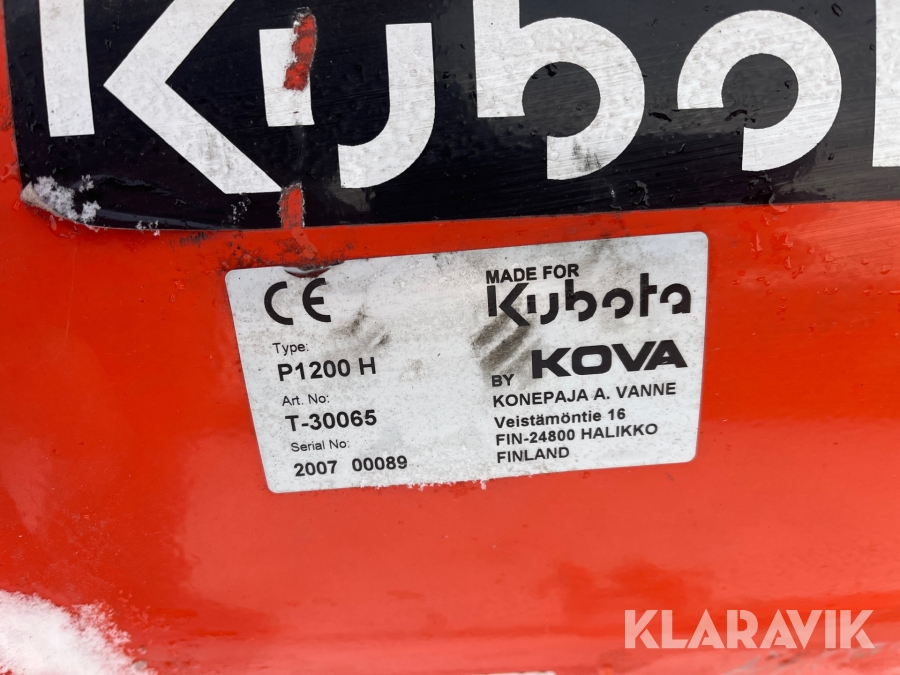 Kubot
CE
MADE FOR
Kubota
Type:
P1200 H
BY KOVA
Art. No:
T-30065
KONEPAJA A. VANNE
Veistämöntie 16
FIN-24800 HALIKKO
FINLAND
Serial No:
2007 00089
KLARAVIK